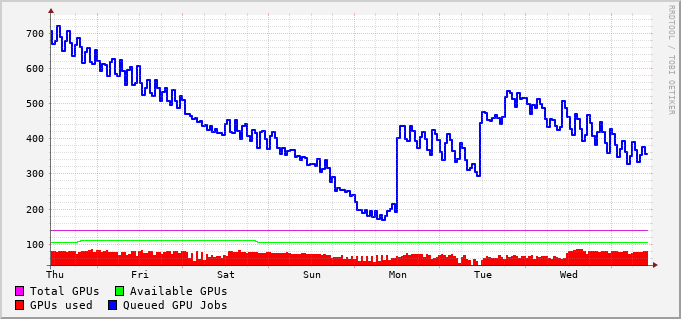 700
600
500
400
300
200
100
Thu Fri Sat Sun Mon Tue Wed
Total GPUs Available GPUs
GPUs used Queued GPU Jobs
RRDTOOL / TOBI OETIKER